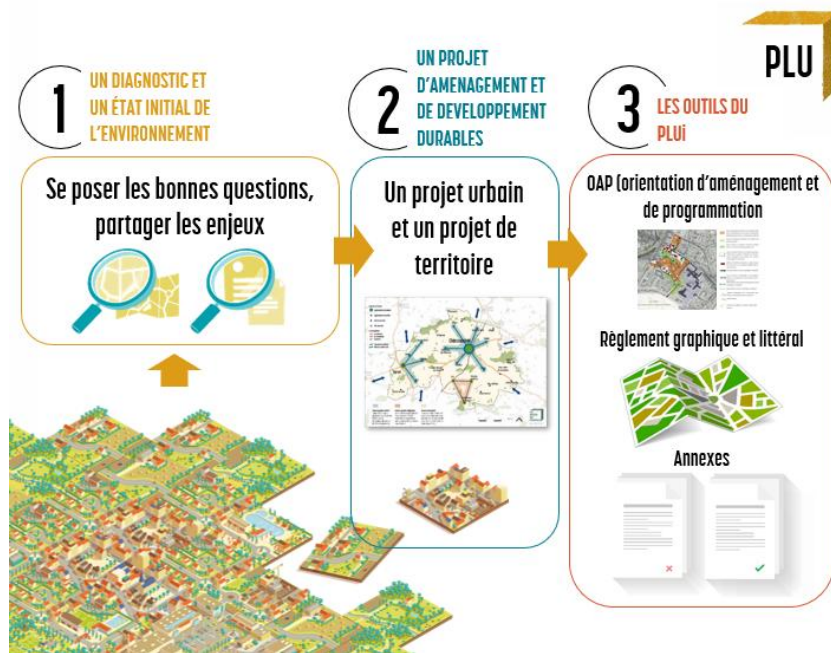 PLU
1
UN DIAGNOSTIC ET
UN ÉTAT INITIAL DE
L'ENVIRONNEMENT
Se poser les bonnes questions,
partager les enjeux
2
UN PROJET
D'AMENAGEMENT ET
DE DEVELOPPEMENT
DURABLES
Un projet urbain
et un projet de
territoire
3
LES OUTILS DU
PLUi
OAP (orientation d'aménagement et
de programmation
Règlement graphique et littéral
Annexes